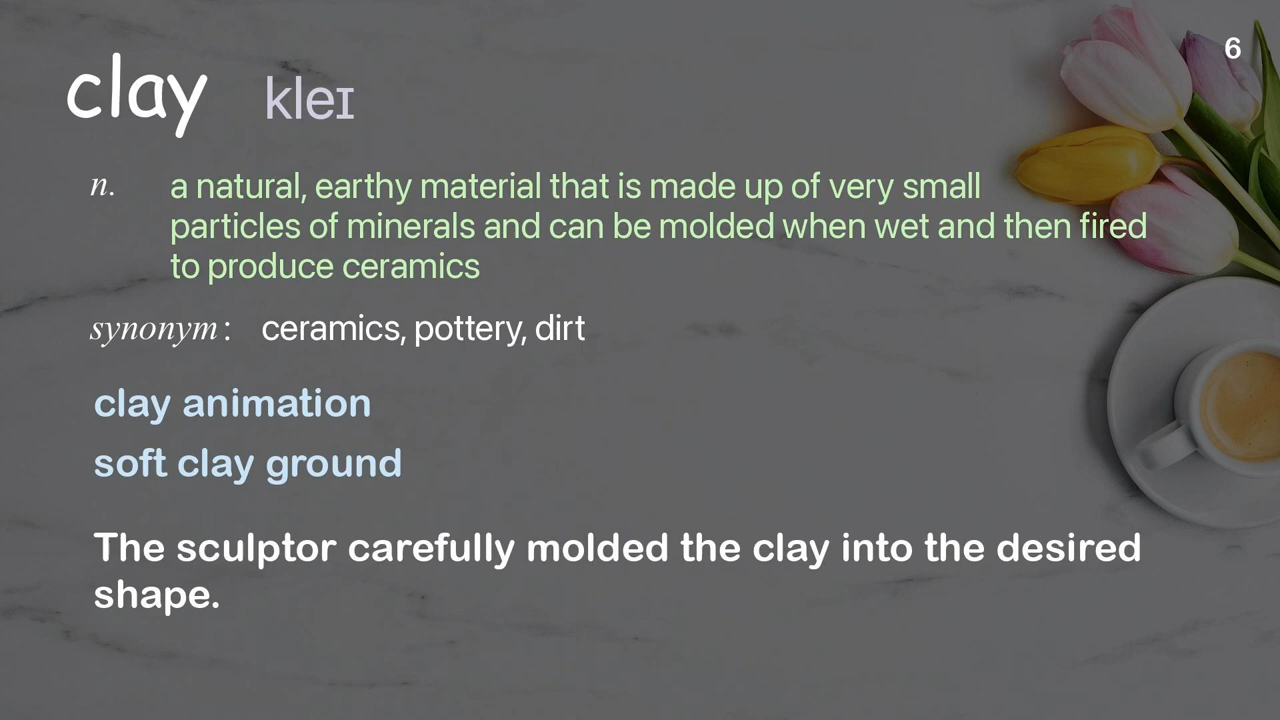 6
clay kleɪ
n. a natural, earthy material that is made up of very small
particles of minerals and can be molded when wet and then fired
to produce ceramics
synonym: ceramics, pottery, dirt
clay animation
soft clay ground
The sculptor carefully molded the clay into the desired
shape.